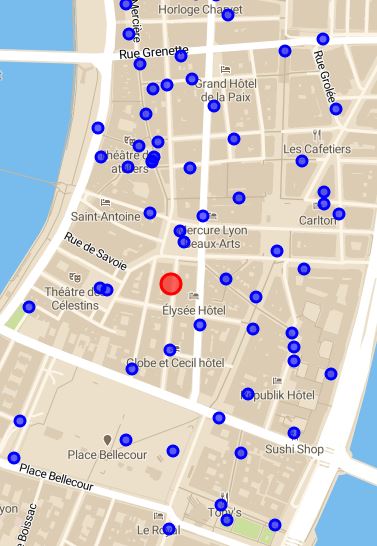 Mercière
Horloge Charvet
Rue Grenette
Rue Grolée
Grand Hôtel
de la Paix
Les Cafetiers
Théâtre des
ateliers
Saint-Antoine
Carlton
Mercure Lyon
Beaux-Arts
Rue de Savoie
Théâtre des
Célestins
Élysée Hôtel
Globe et Cecil hôtel
Republik Hôtel
Place Bellecour
Sushi Shop
Place Bellecour
Tony's
Le Royal
yon
e Boissac